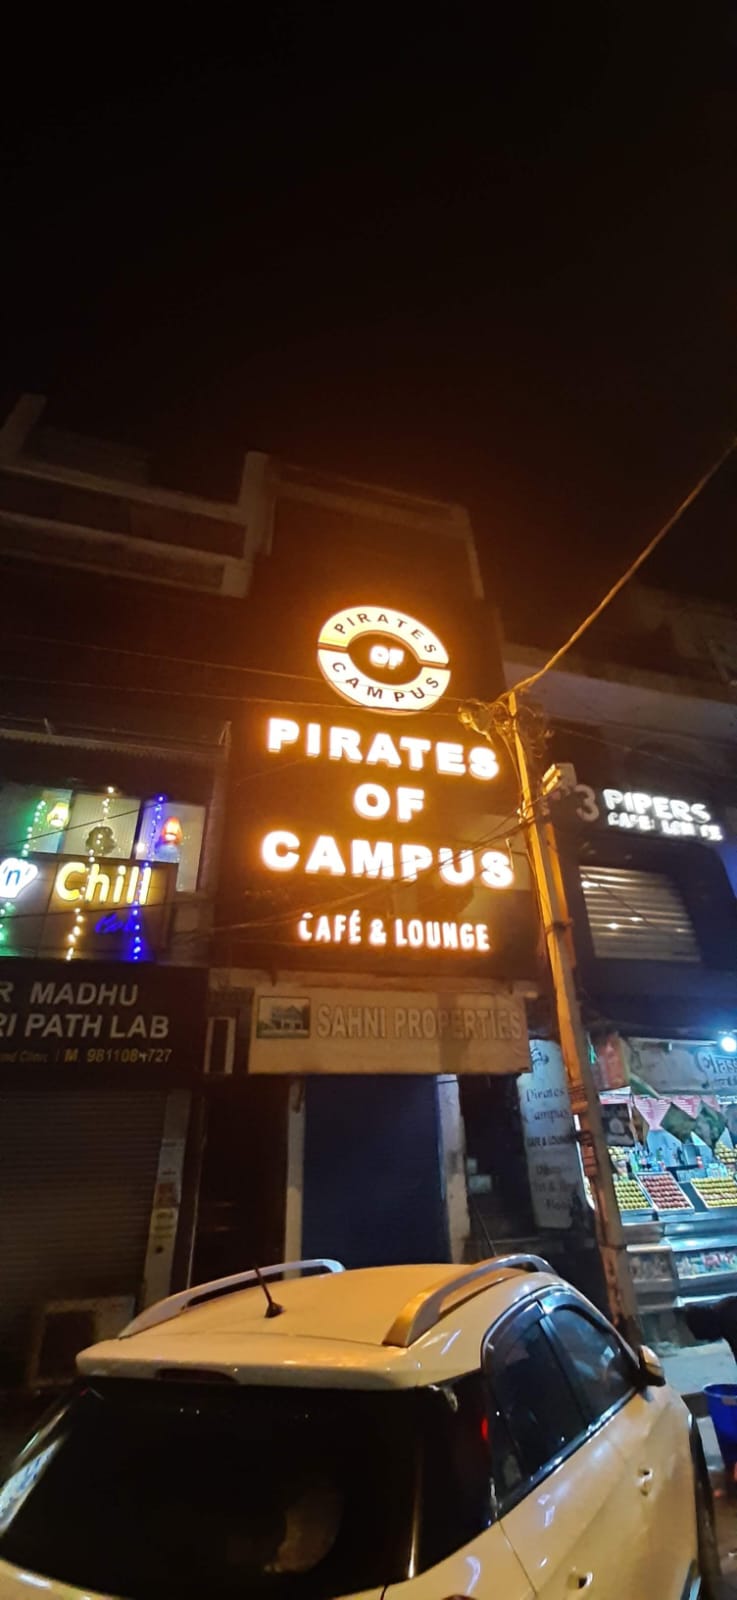 PIRATES
OF
CAMPUS
PIRATES
OF
CAMPUS
CAFÉ & LOUNGE
'n'
Chill
PIPERS
R MADHU
RI PATH LAB
M. 9811084727
SAHNI PROPERTIES
Pirates
Campus
CAFE & LOUNGE